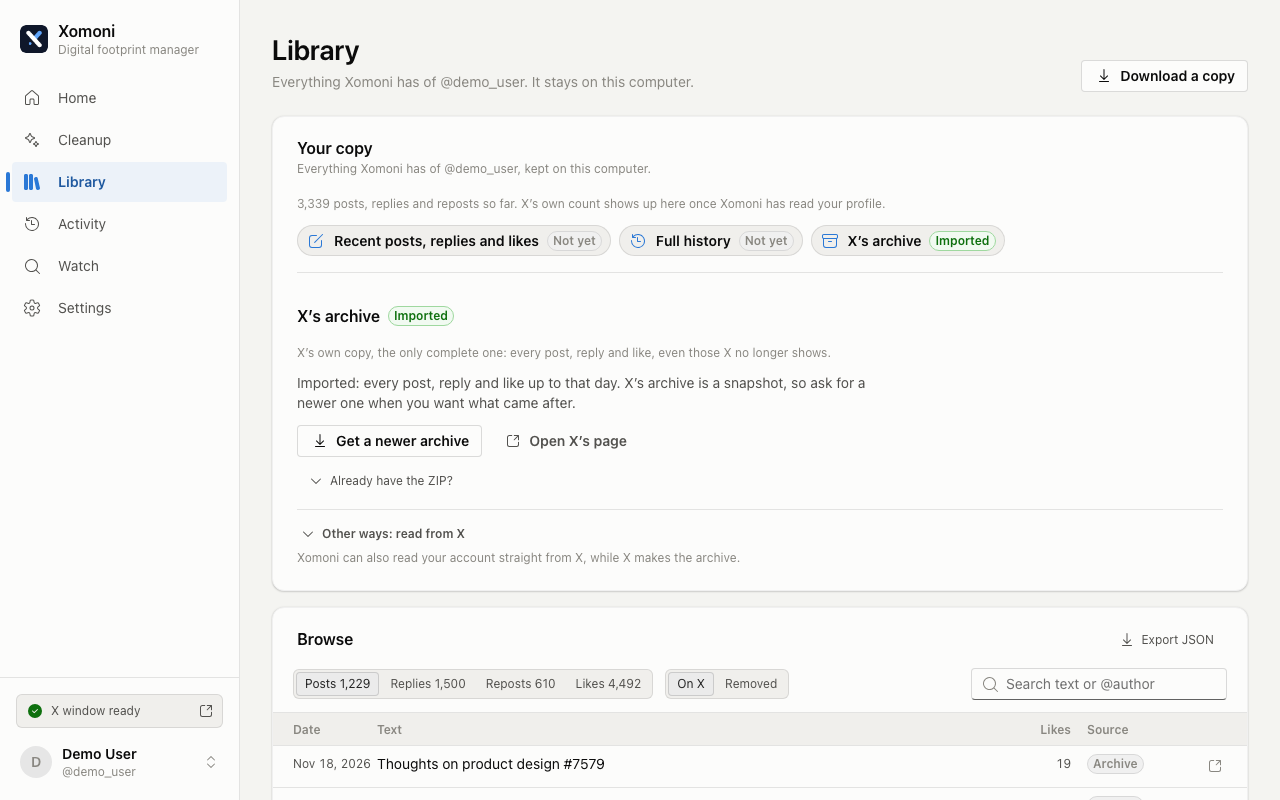 Xomoni
Digital footprint manager
Home
Cleanup
Library
Activity
Watch
Settings
X window ready
D
Demo User
@demo_user
Library
Everything Xomoni has of @demo_user. It stays on this computer.
Download a copy
Your copy
Everything Xomoni has of @demo_user, kept on this computer.
3,339 posts, replies and reposts so far. X’s own count shows up here once Xomoni has read your profile.
Recent posts, replies and likes Not yet Full history Not yet X’s archive Imported
X’s archive Imported
X’s own copy, the only complete one: every post, reply and like, even those X no longer shows.
Imported: every post, reply and like up to that day. X’s archive is a snapshot, so ask for a
newer one when you want what came after.
Get a newer archive Open X’s page
Already have the ZIP?
Other ways: read from X
Xomoni can also read your account straight from X, while X makes the archive.
Browse Export JSON
Posts 1,229 Replies 1,500 Reposts 610 Likes 4,492 On X Removed Search text or @author
Date Text Likes Source
Nov 18, 2026 Thoughts on product design #7579 19 Archive